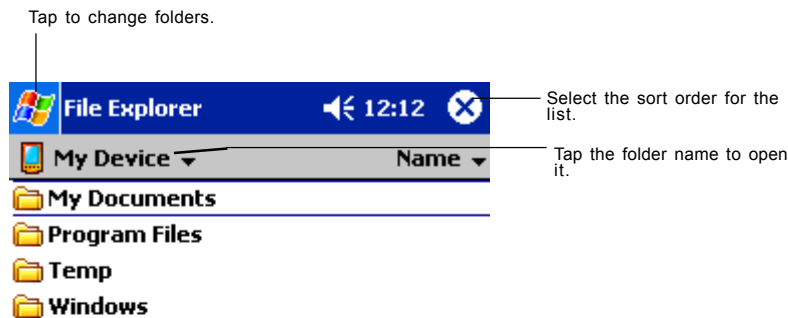 Tap to change folders.
File Explorer 12:12
Select the sort order for the
list.
My Device Name
Tap the folder name to open
it.
My Documents
Program Files
Temp
Windows